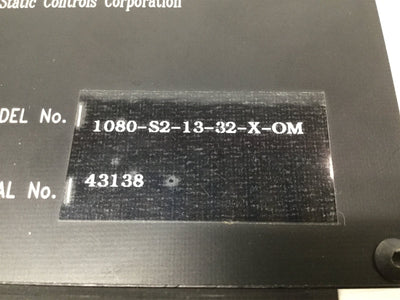 Static Controls Corporation
DEL No. 1080-S2-13-32-X-OM
AL No. 43138